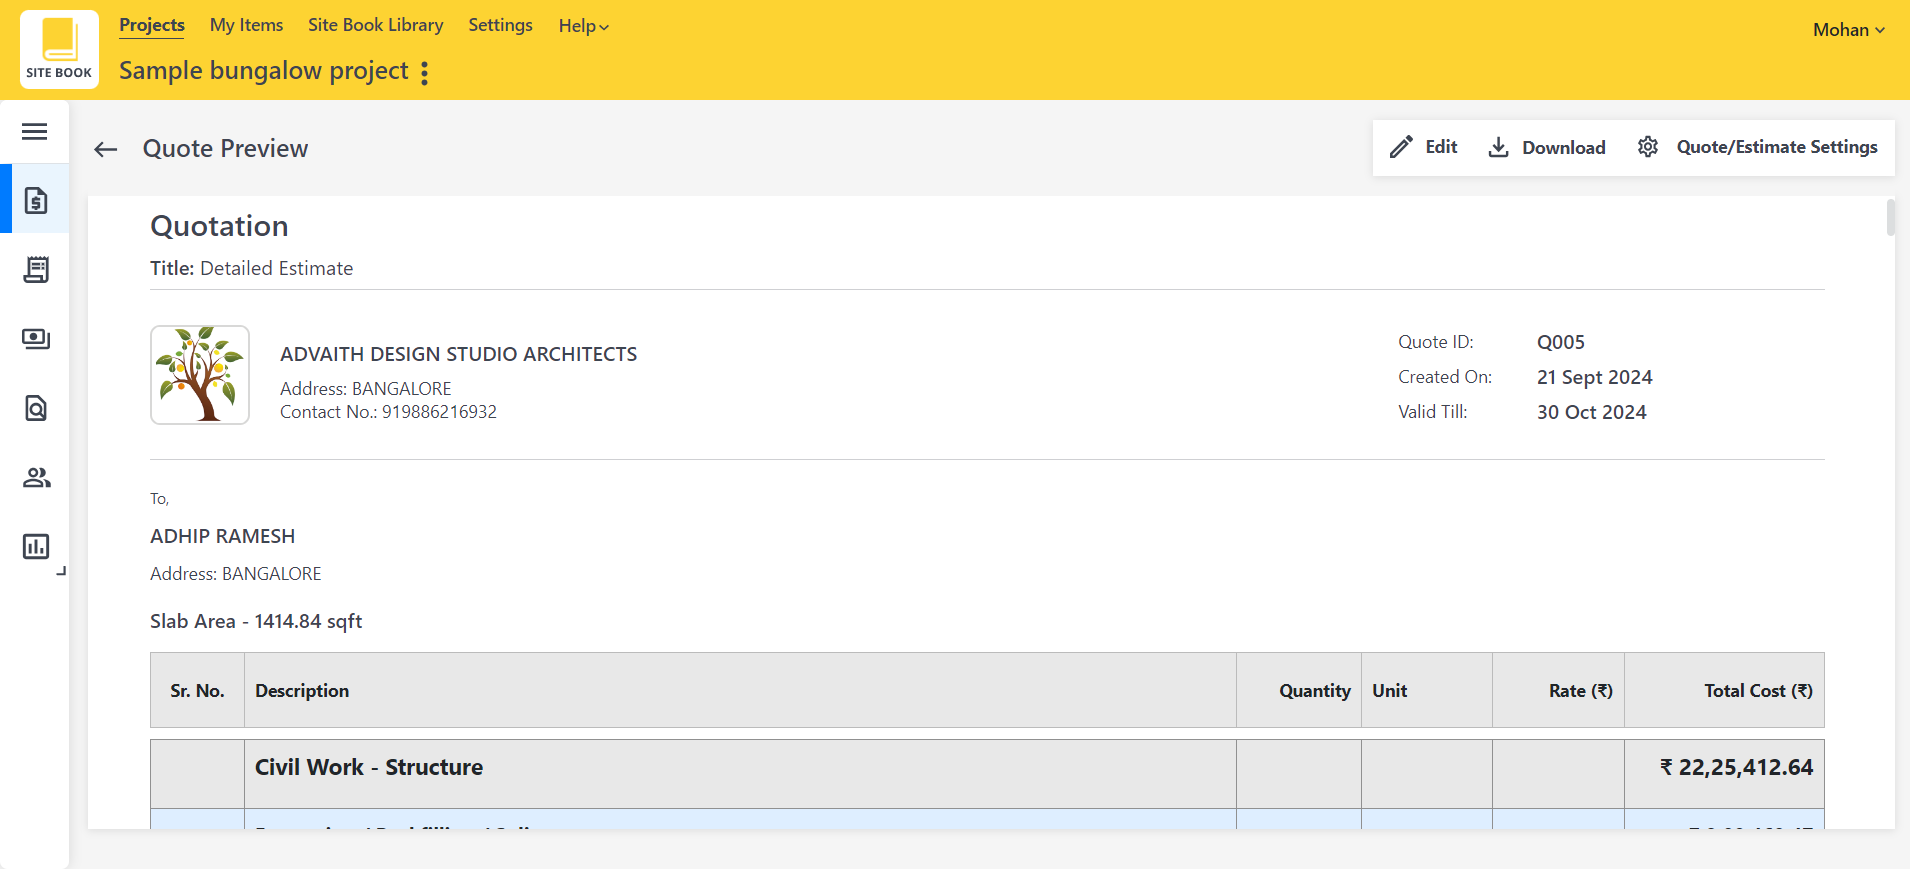 Projects My Items Site Book Library Settings Help
Mohan
SITE BOOK
Sample bungalow project
Quote Preview
Edit Download Quote/Estimate Settings
Quotation
Title: Detailed Estimate
ADVAITH DESIGN STUDIO ARCHITECTS
Address: BANGALORE
Contact No.: 919886216932
Quote ID: Q005
Created On: 21 Sept 2024
Valid Till: 30 Oct 2024
To,
ADHIP RAMESH
Address: BANGALORE
Slab Area - 1414.84 sqft
Sr. No. Description Quantity Unit Rate (₹) Total Cost (₹)
Civil Work - Structure ₹ 22,25,412.64